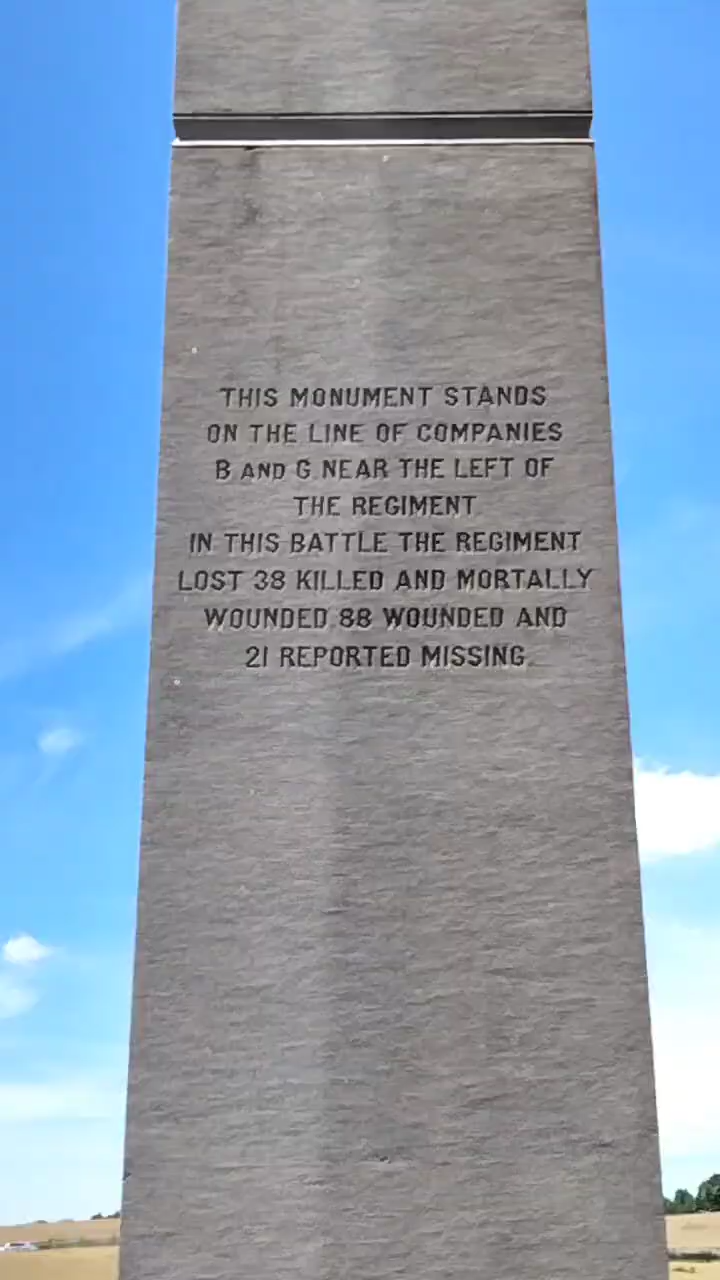 THIS MONUMENT STANDS
ON THE LINE OF COMPANIES
B AND G NEAR THE LEFT OF
THE REGIMENT
IN THIS BATTLE THE REGIMENT
LOST 38 KILLED AND MORTALLY
WOUNDED 88 WOUNDED AND
21 REPORTED MISSING